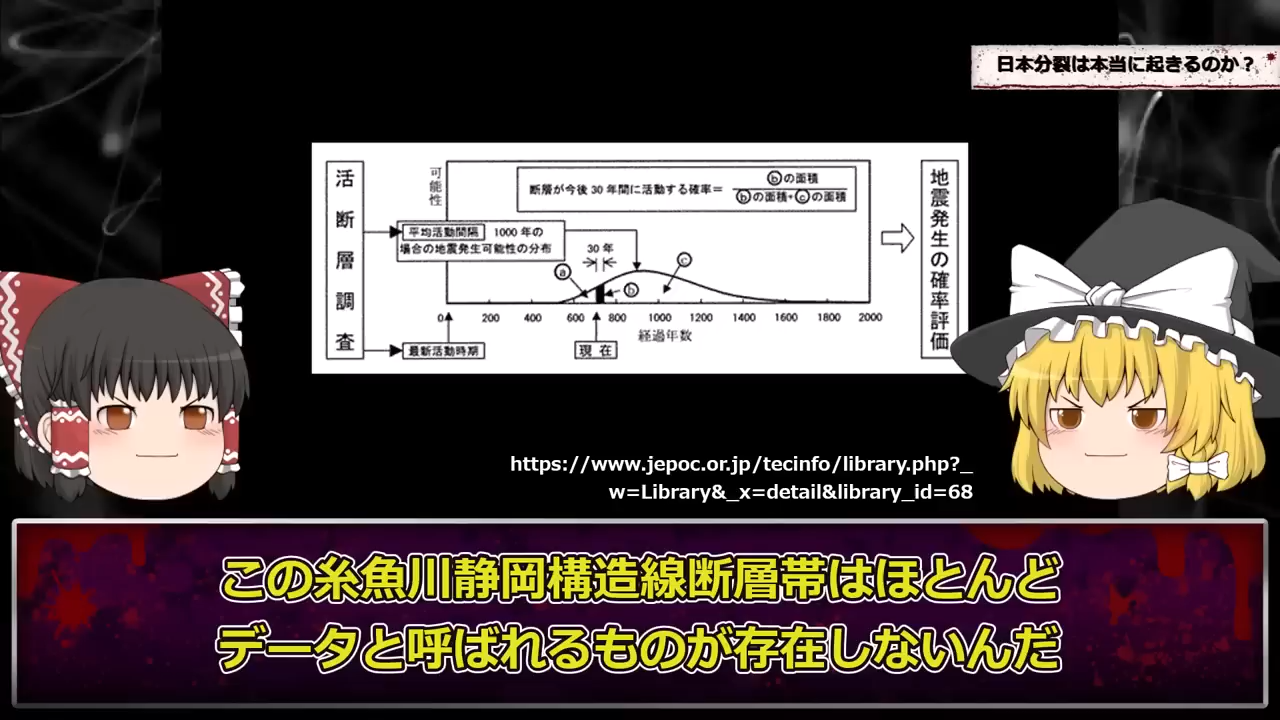 日本分裂は本当に起きるのか？
活断層調査
可能性
断層が今後30年間に活動する確率＝
ⓑの面積
ⓑの面積+ⓒの面積
平均活動間隔 1000年の
場合の地震発生可能性の分布
30年
ⓐ
ⓑ
ⓒ
0 200 400 600 800 1000 1200 1400 1600 1800 2000
経過年数
最新活動時期
現在
地震発生の確率評価
https://www.jepoc.or.jp/tecinfo/library.php?_
w=Library&_x=detail&library_id=68
この糸魚川静岡構造線断層帯はほとんど
データと呼ばれるものが存在しないんだ